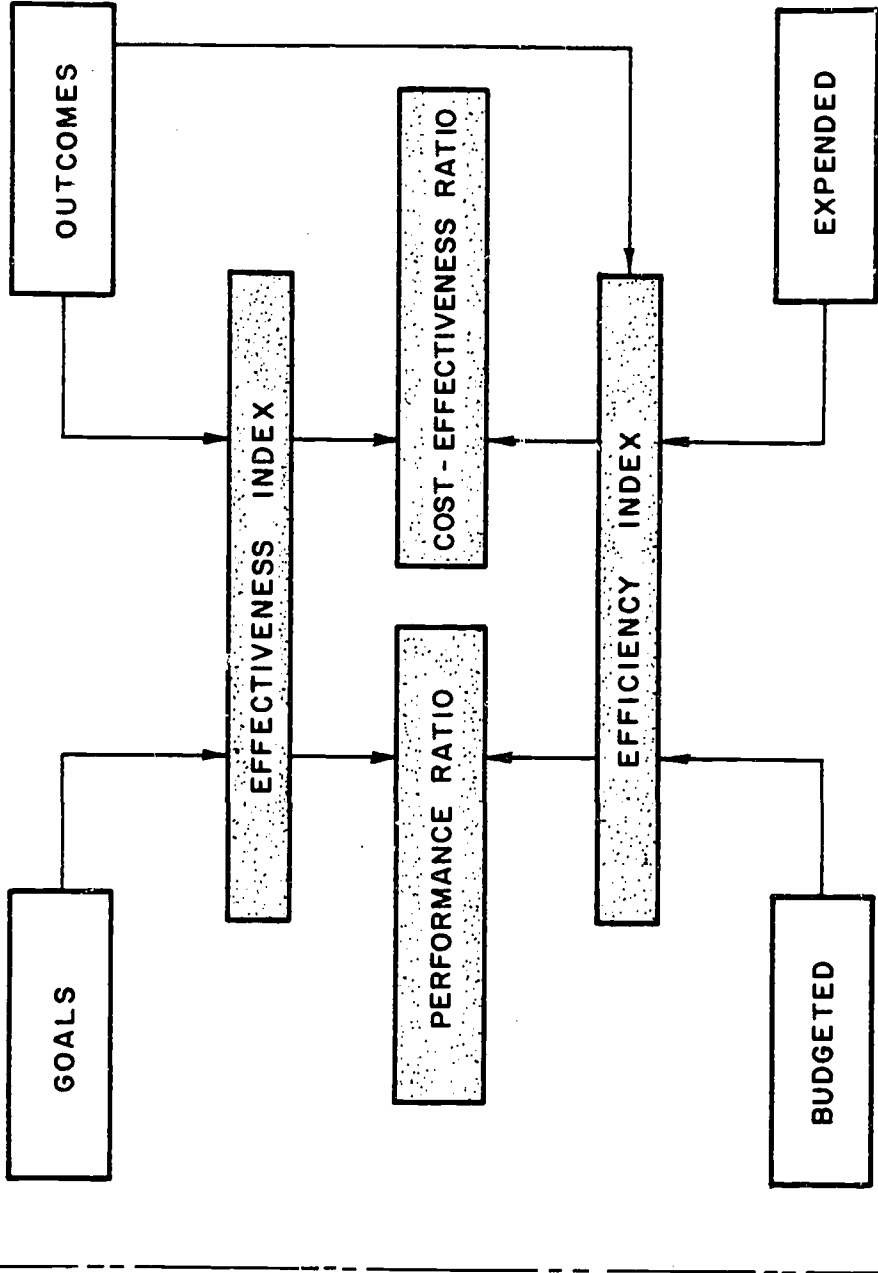 GOALS
OUTCOMES
EFFECTIVENESS INDEX
PERFORMANCE RATIO
COST-EFFECTIVENESS RATIO
EFFICIENCY INDEX
BUDGETED
EXPENDED